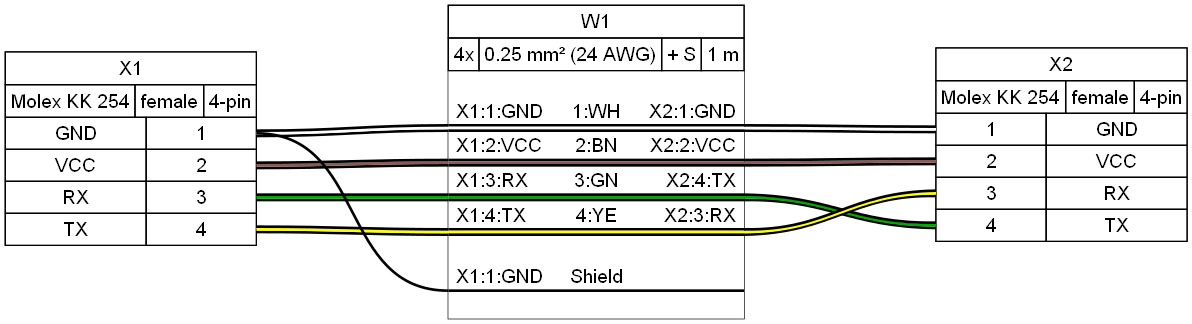 W1
4x 0.25 mm² (24 AWG) + S 1 m
X1:1:GND 1:WH X2:1:GND
X1:2:VCC 2:BN X2:2:VCC
X1:3:RX 3:GN X2:4:TX
X1:4:TX 4:YE X2:3:RX
X1:1:GND Shield
X1
Molex KK 254 female 4-pin
GND 1
VCC 2
RX 3
TX 4
X2
Molex KK 254 female 4-pin
1 GND
2 VCC
3 RX
4 TX